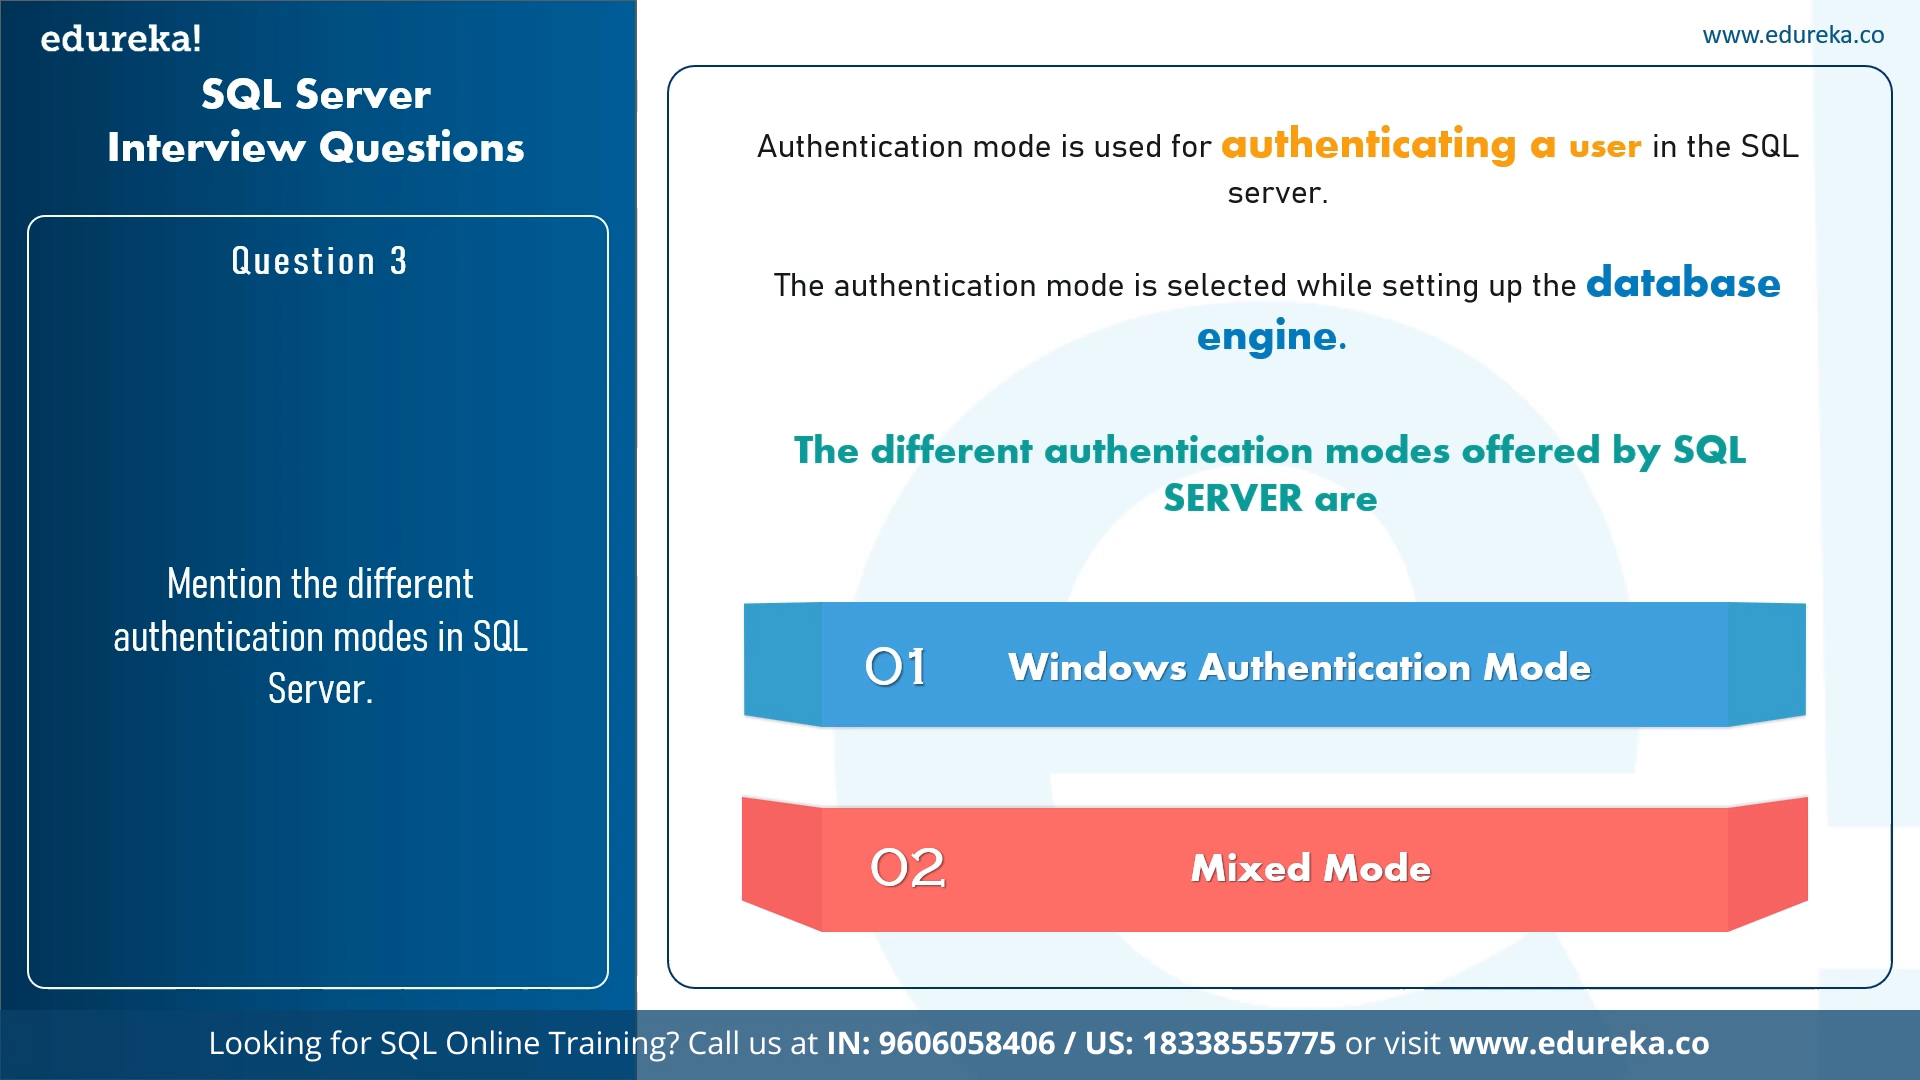 edureka!
SQL Server
Interview Questions
Question 3
Mention the different
authentication modes in SQL
Server.
www.edureka.co
Authentication mode is used for authenticating a user in the SQL
server.
The authentication mode is selected while setting up the database
engine.
The different authentication modes offered by SQL
SERVER are
01 Windows Authentication Mode
02 Mixed Mode
Looking for SQL Online Training? Call us at IN: 9606058406 / US: 18338555775 or visit www.edureka.co